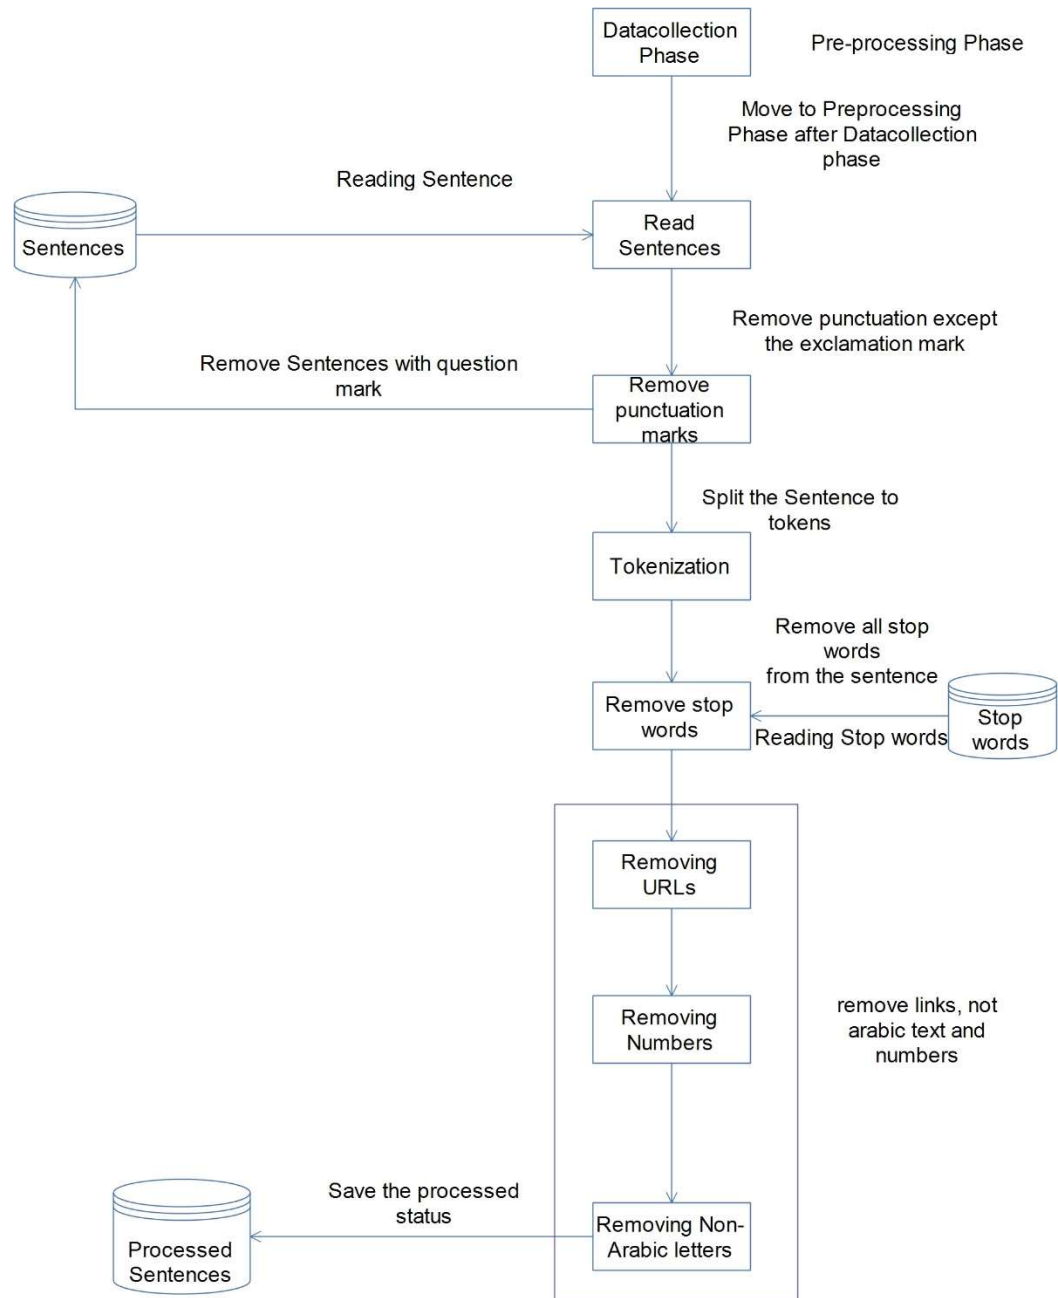 Datacollection
Phase
Pre-processing Phase
Move to Preprocessing
Phase after Datacollection
phase
Reading Sentence
Sentences
Read
Sentences
Remove punctuation except
the exclamation mark
Remove Sentences with question
mark
Remove
punctuation
marks
Split the Sentence to
tokens
Tokenization
Remove all stop
words
from the sentence
Remove stop
words
Reading Stop words
Stop
words
Removing
URLs
Removing
Numbers
remove links, not
arabic text and
numbers
Save the processed
status
Removing Non-
Arabic letters
Processed
Sentences